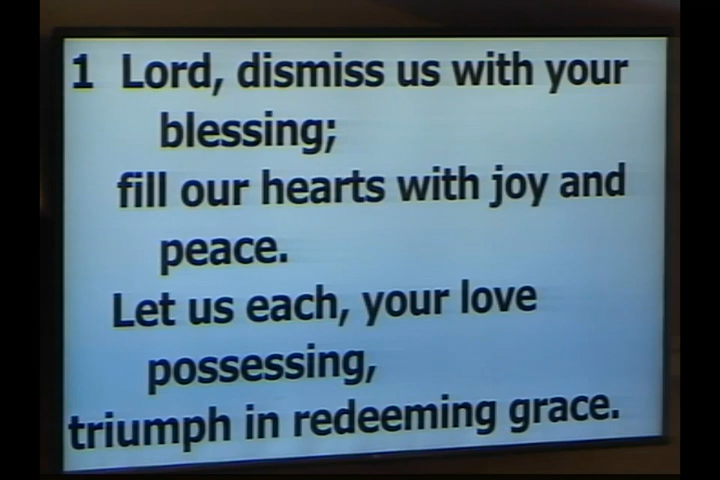 1 Lord, dismiss us with your
blessing;
fill our hearts with joy and
peace.
Let us each, your love
possessing,
triumph in redeeming grace.